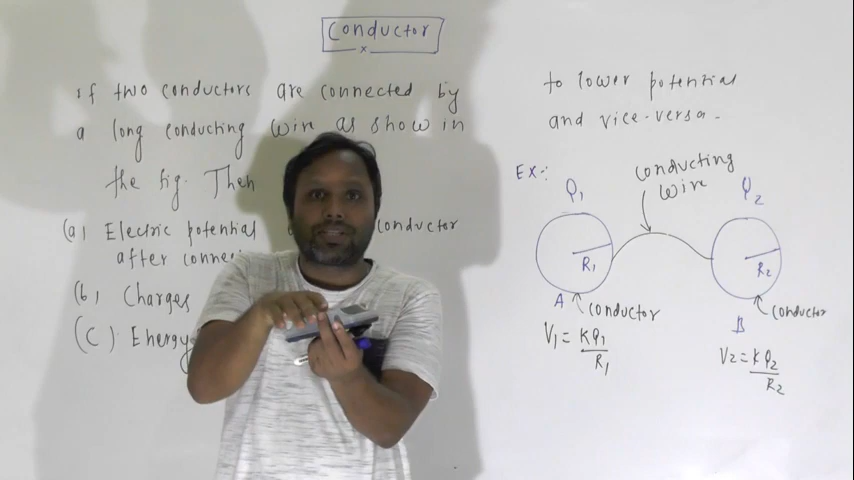 Conductor
If two conductors are connected by
a long conducting wire as show in
the fig. Then
(a) Electric potential conductor
after
(b) Charges
(c) Energy
to lower potential
and vice-versa.
Ex:-
conducting
wire
Q1
Q2
R1
R2
A
conductor
B
conductor
V1 = KQ1/R1
V2 = KQ2/R2